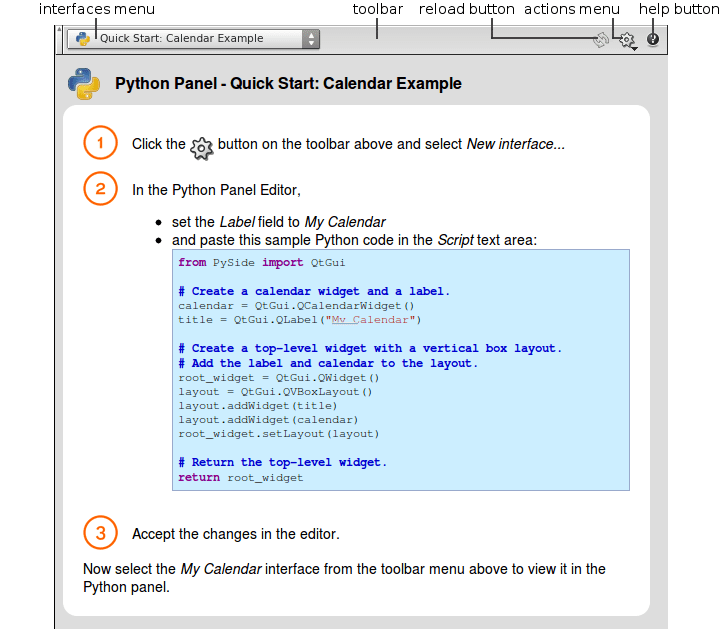 interfaces menu toolbar reload button actions menu help button
Quick Start: Calendar Example
Python Panel - Quick Start: Calendar Example
1 Click the button on the toolbar above and select New interface...
2 In the Python Panel Editor,
• set the Label field to My Calendar
• and paste this sample Python code in the Script text area:
from PySide import QtGui
# Create a calendar widget and a label.
calendar = QtGui.QCalendarWidget()
title = QtGui.QLabel("My Calendar")
# Create a top-level widget with a vertical box layout.
# Add the label and calendar to the layout.
root_widget = QtGui.QWidget()
layout = QtGui.QVBoxLayout()
layout.addWidget(title)
layout.addWidget(calendar)
root_widget.setLayout(layout)
# Return the top-level widget.
return root_widget
3 Accept the changes in the editor.
Now select the My Calendar interface from the toolbar menu above to view it in the
Python panel.